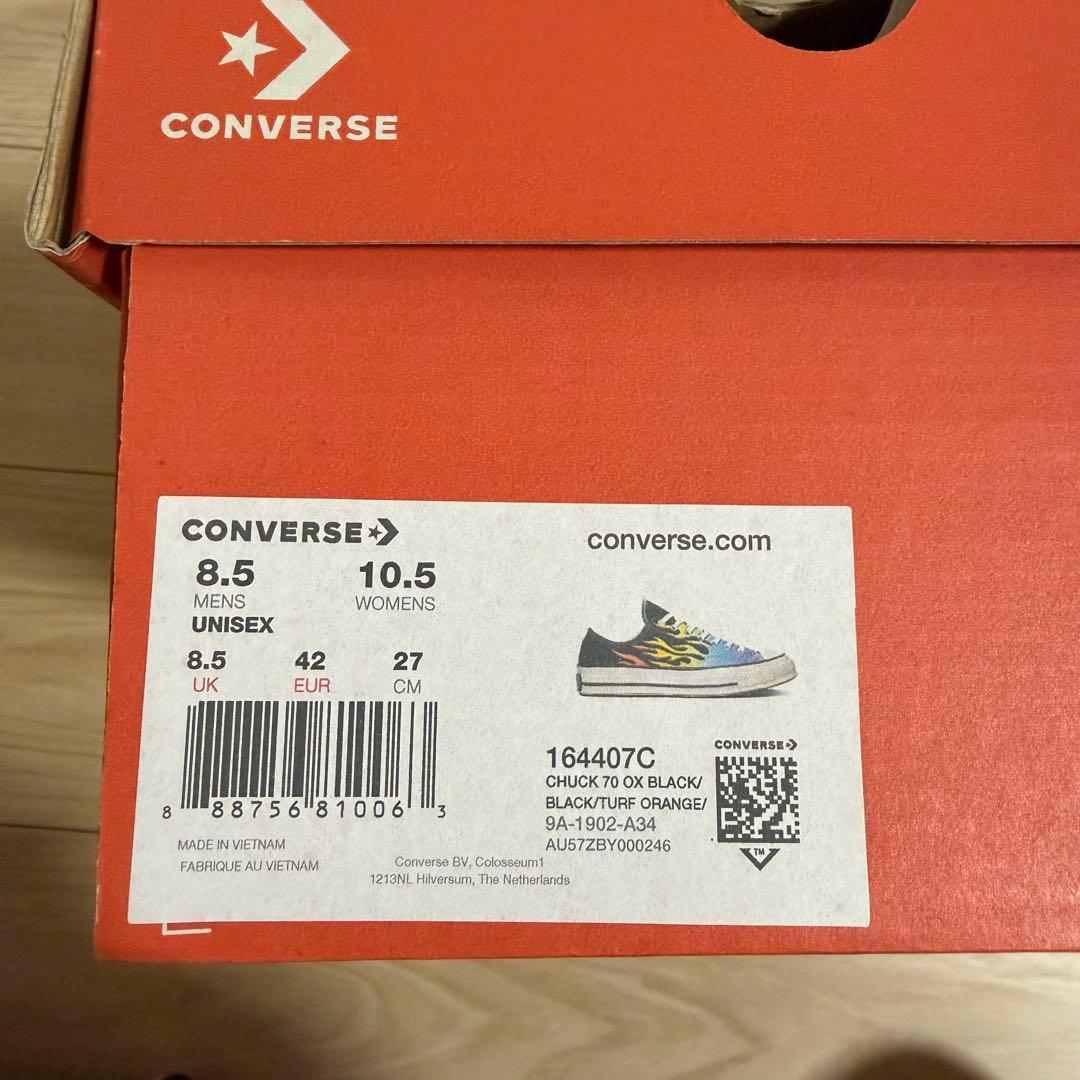 CONVERSE
CONVERSE
converse.com
8.5 10.5
MENS WOMENS
UNISEX
8.5 42 27
UK EUR CM
8 88756 81006 3
MADE IN VIETNAM
FABRIQUE AU VIETNAM
Converse BV, Colosseum1
1213NL Hilversum, The Netherlands
164407C
CHUCK 70 OX BLACK/
BLACK/TURF ORANGE/
9A-1902-A34
AU57ZBY000246
CONVERSE
TM